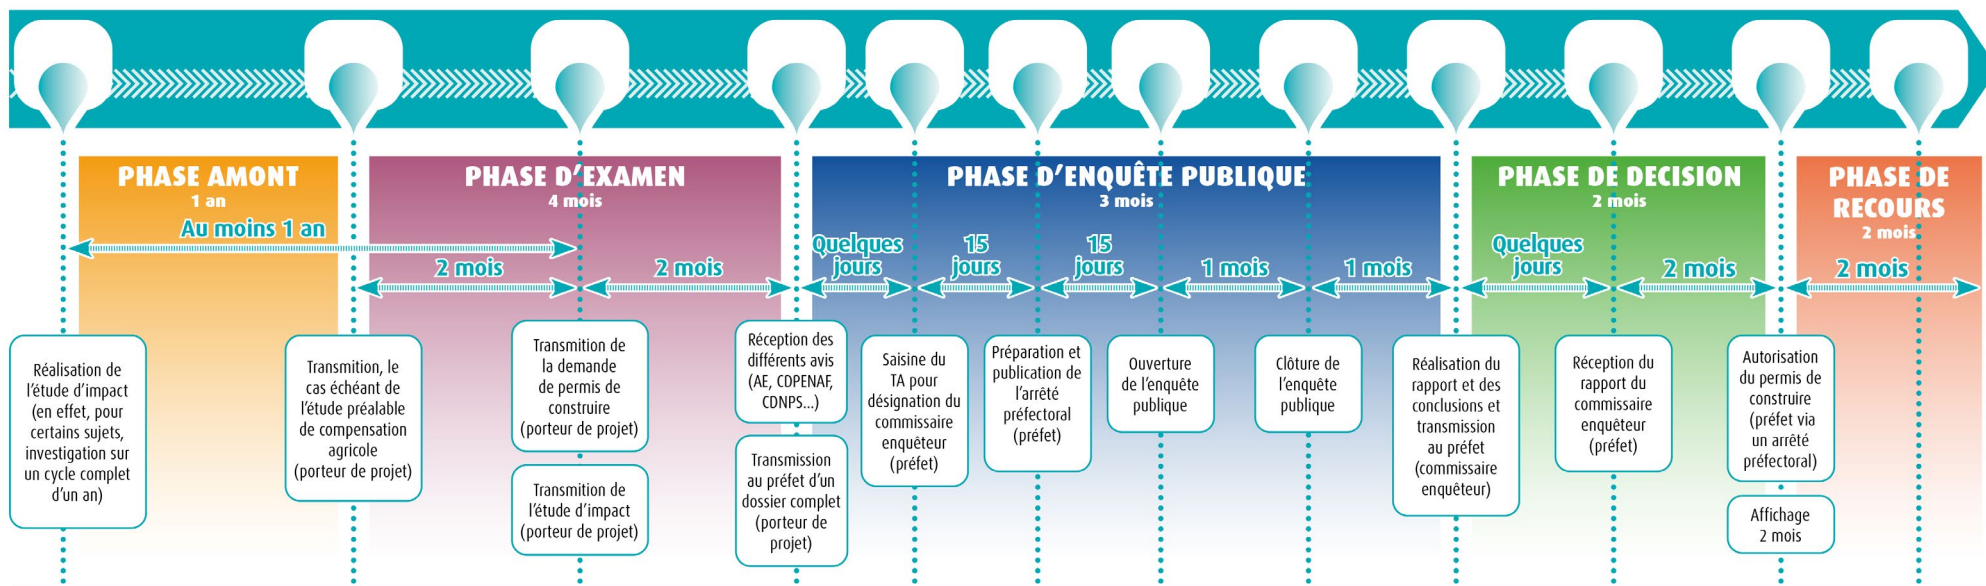 PHASE AMONT
1 an
PHASE D'EXAMEN
4 mois
PHASE D'ENQUÊTE PUBLIQUE
3 mois
PHASE DE DECISION
2 mois
PHASE DE
RECOURS
2 mois
Au moins 1 an
2 mois
2 mois
Quelques
jours
15
jours
15
jours
1 mois
1 mois
Quelques
jours
2 mois
2 mois
Réalisation de
l'étude d'impact
(en effet, pour
certains sujets,
investigation sur
un cycle complet
d'un an)
Transmition, le
cas échéant de
l'étude préalable
de compensation
agricole
(porteur de projet)
Transmition de
la demande
de permis de
construire
(porteur de projet)
Transmition de
l'étude d'impact
(porteur de projet)
Réception des
différents avis
(AE, CDPENAF,
CDNPS...)
Transmission
au préfet d'un
dossier complet
(porteur de
projet)
Saisine du
TA pour
désignation du
commissaire
enquêteur
(préfet)
Préparation et
publication de
l'arrêté
préfectoral
(préfet)
Ouverture
de l'enquête
publique
Clôture de
l'enquête
publique
Réalisation du
rapport et des
conclusions et
transmission
au préfet
(commissaire
enquêteur)
Réception du
rapport du
commissaire
enquêteur
(préfet)
Autorisation
du permis de
construire
(préfet via
un arrêté
préfectoral)
Affichage
2 mois